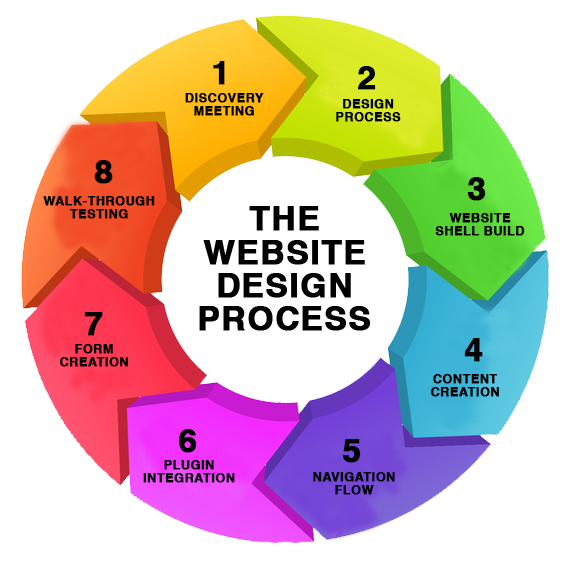 THE
WEBSITE
DESIGN
PROCESS
1
DISCOVERY
MEETING
2
DESIGN
PROCESS
3
WEBSITE
SHELL BUILD
4
CONTENT
CREATION
5
NAVIGATION
FLOW
6
PLUGIN
INTEGRATION
7
FORM
CREATION
8
WALK-THROUGH
TESTING